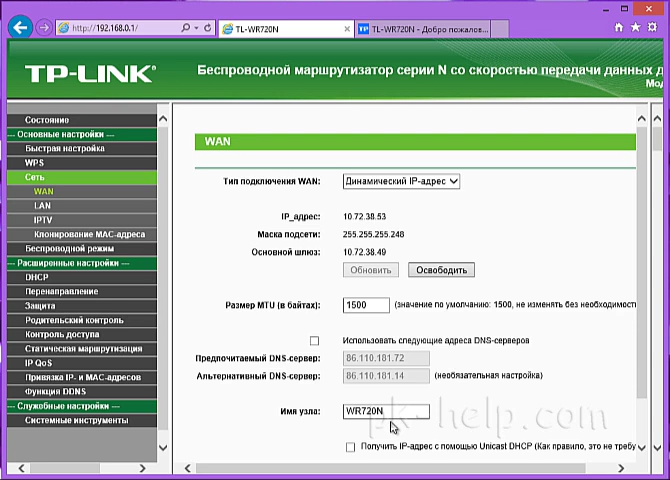 http://192.168.0.1/
TL-WR720N
TP TL-WR720N - Добро пожалов...
TP-LINK®
Беспроводной маршрутизатор серии N со скоростью передачи данных д
Мод
Состояние
--- Основные настройки ---
Быстрая настройка
WPS
Сеть
WAN
LAN
IPTV
Клонирование MAC-адреса
Беспроводной режим
--- Расширенные настройки ---
DHCP
Перенаправление
Защита
Родительский контроль
Контроль доступа
Статическая маршрутизация
IP QoS
Привязка IP- и MAC-адресов
Функция DDNS
--- Служебные настройки ---
Системные инструменты
WAN
Тип подключения WAN: Динамический IP-адрес
IP_адрес: 10.72.38.53
Маска подсети: 255.255.255.248
Основной шлюз: 10.72.38.49
Обновить Освободить
Размер MTU (в байтах): 1500 (значение по умолчанию: 1500, не изменять без необходимост
Использовать следующие адреса DNS-серверов
Предпочитаемый DNS-сервер: 86.110.181.72
Альтернативный DNS-сервер: 86.110.181.14 (необязательная настройка)
Имя узла: WR720N
pk-help.com
Получить IP-адрес с помощью Unicast DHCP (Как правило, это не требу